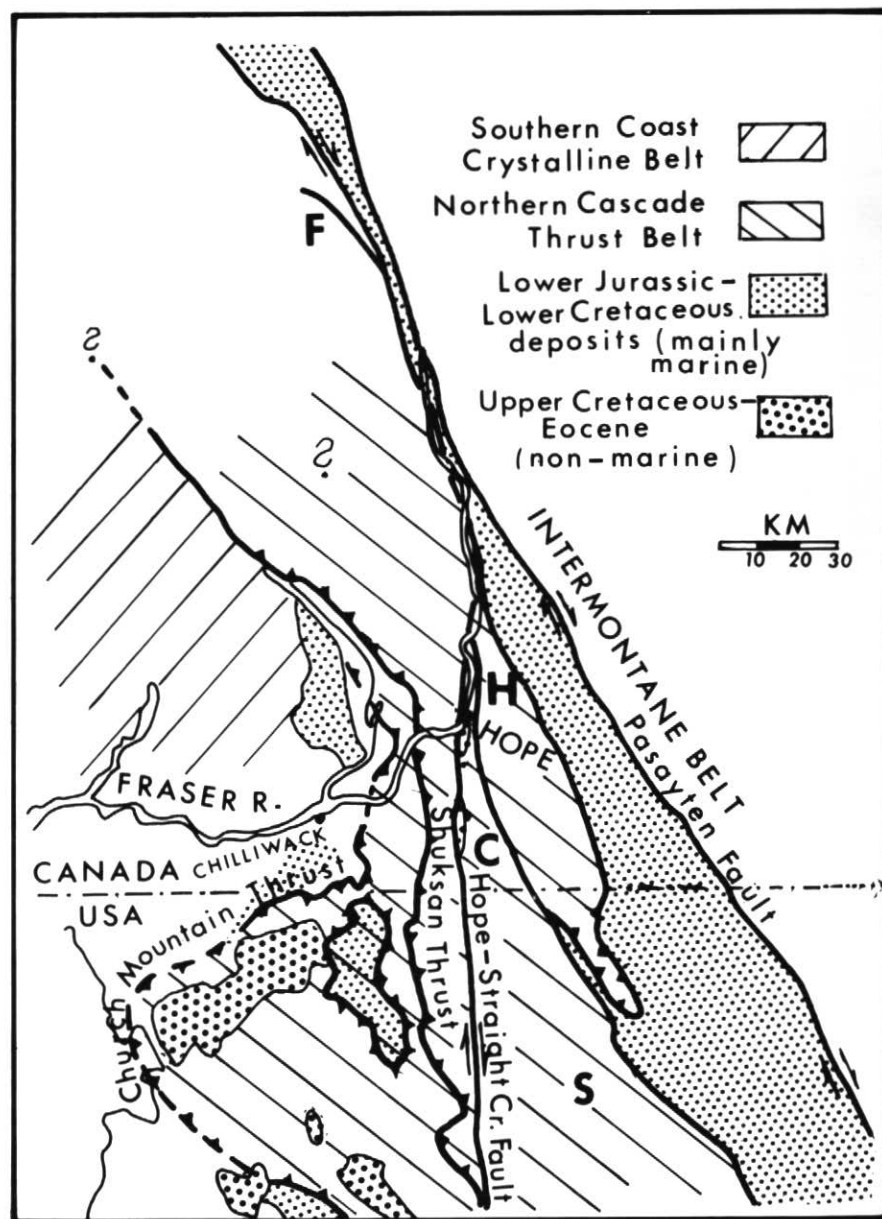 Southern Coast
Crystalline Belt
Northern Cascade
Thrust Belt
Lower Jurassic–
Lower Cretaceous
deposits (mainly
marine)
Upper Cretaceous–
Eocene
(non–marine)
KM
10 20 30
F
INTERMONTANE BELT
Pasayten Fault
H
HOPE
FRASER R.
CHILLIWACK
CANADA
USA
Church Mountain Thrust
Shuksan Thrust
C
Hope–Straight Cr. Fault
S